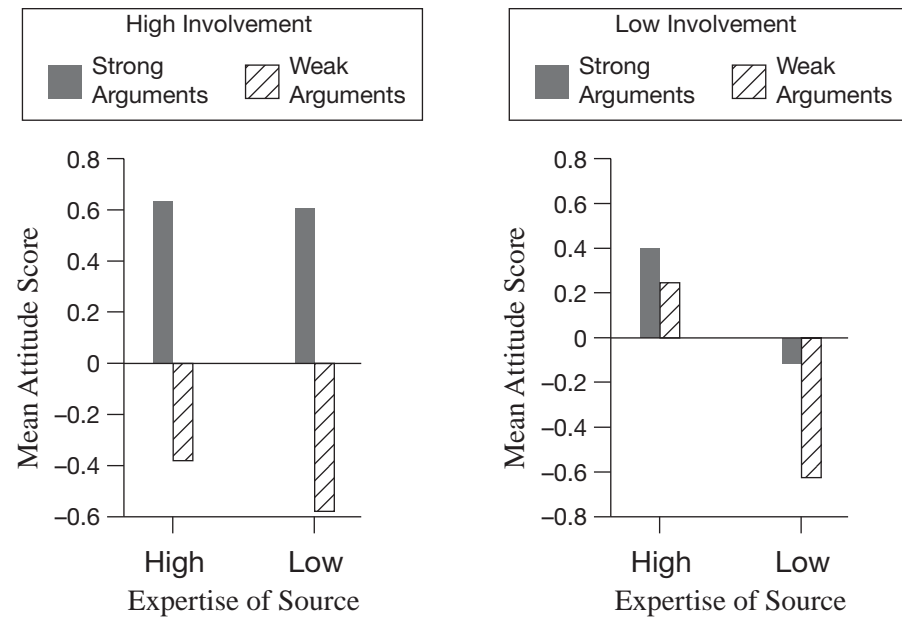 High Involvement
Strong Arguments
Weak Arguments
0.8
0.6
0.4
0.2
0
–0.2
–0.4
–0.6
Mean Attitude Score
High
Low
Expertise of Source
Low Involvement
Strong Arguments
Weak Arguments
0.8
0.6
0.4
0.2
0
–0.2
–0.4
–0.6
–0.8
Mean Attitude Score
High
Low
Expertise of Source